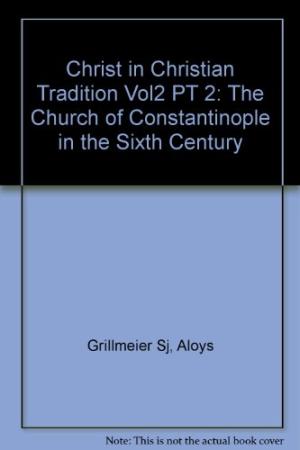 Christ in Christian
Tradition Vol2 PT 2: The
Church of Constantinople
in the Sixth Century
Grillmeier Sj, Aloys
Note: This is not the actual book cover